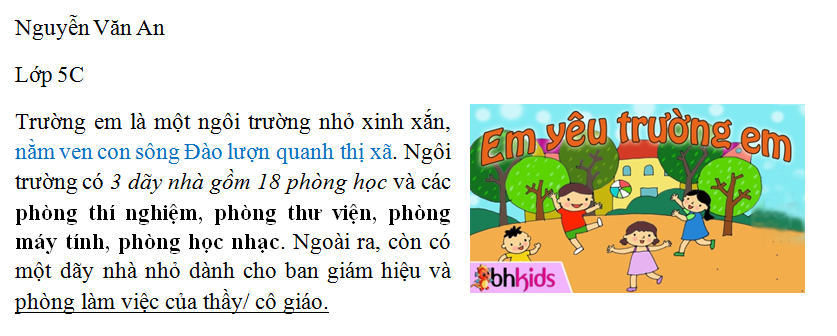 Nguyễn Văn An
Lớp 5C
Trường em là một ngôi trường nhỏ xinh xắn,
nằm ven con sông Đào lượn quanh thị xã. Ngôi
trường có 3 dãy nhà gồm 18 phòng học và các
phòng thí nghiệm, phòng thư viện, phòng
máy tính, phòng học nhạc. Ngoài ra, còn có
một dãy nhà nhỏ dành cho ban giám hiệu và
phòng làm việc của thầy/ cô giáo.
Em yêu trường em
bhkids